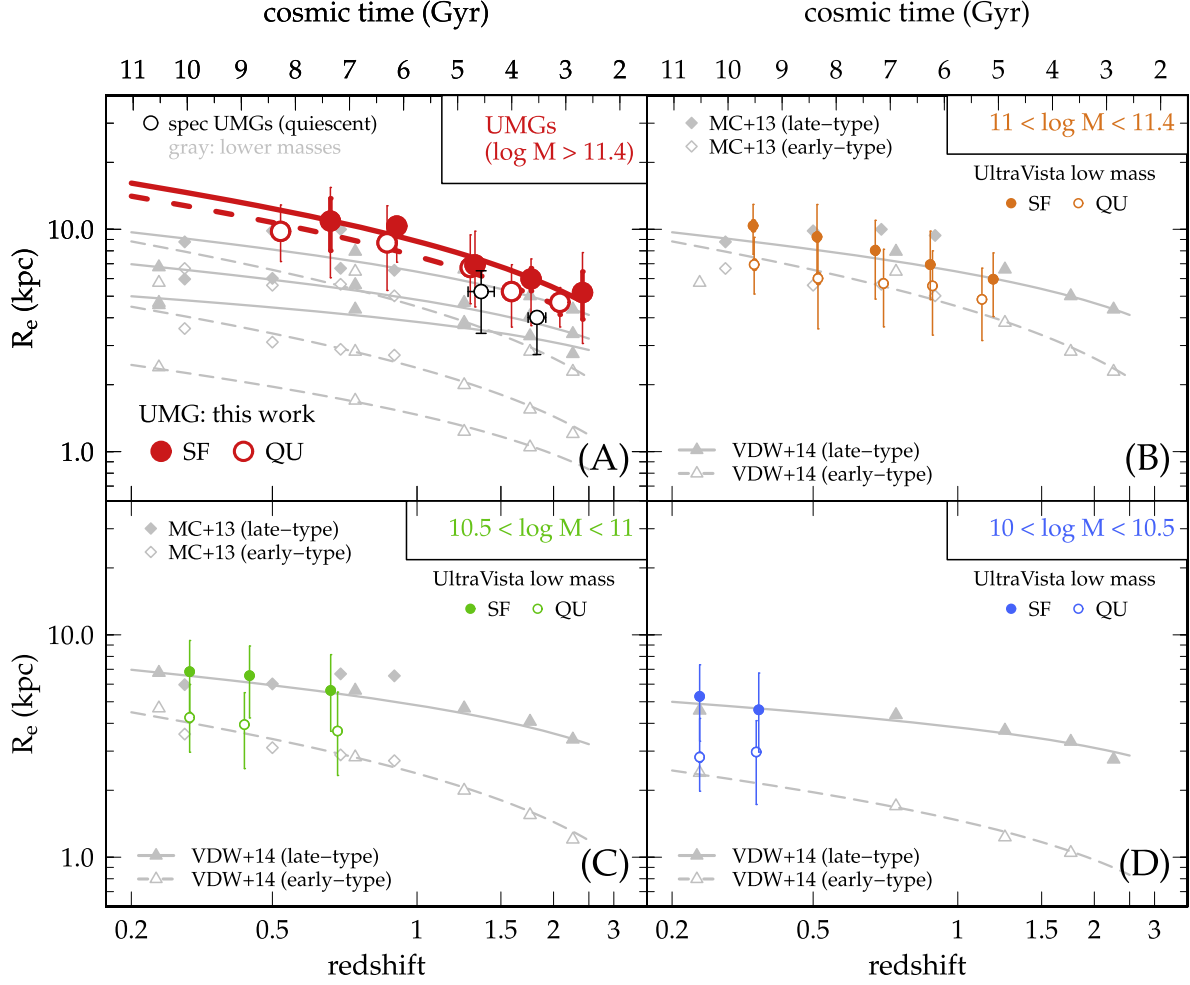 cosmic time (Gyr)
cosmic time (Gyr)
11 10 9 8 7 6 5 4 3 2
11 10 9 8 7 6 5 4 3 2
spec UMGs (quiescent)
gray: lower masses
UMGs
(log M > 11.4)
10.0
1.0
R_e (kpc)
UMG: this work
SF QU
(A)
MC+13 (late−type)
MC+13 (early−type)
11 < log M < 11.4
UltraVista low mass
SF QU
VDW+14 (late−type)
VDW+14 (early−type)
(B)
MC+13 (late−type)
MC+13 (early−type)
10.5 < log M < 11
UltraVista low mass
SF QU
10.0
1.0
R_e (kpc)
VDW+14 (late−type)
VDW+14 (early−type)
(C)
10 < log M < 10.5
UltraVista low mass
SF QU
VDW+14 (late−type)
VDW+14 (early−type)
(D)
0.2 0.5 1 1.5 2 3
0.2 0.5 1 1.5 2 3
redshift
redshift